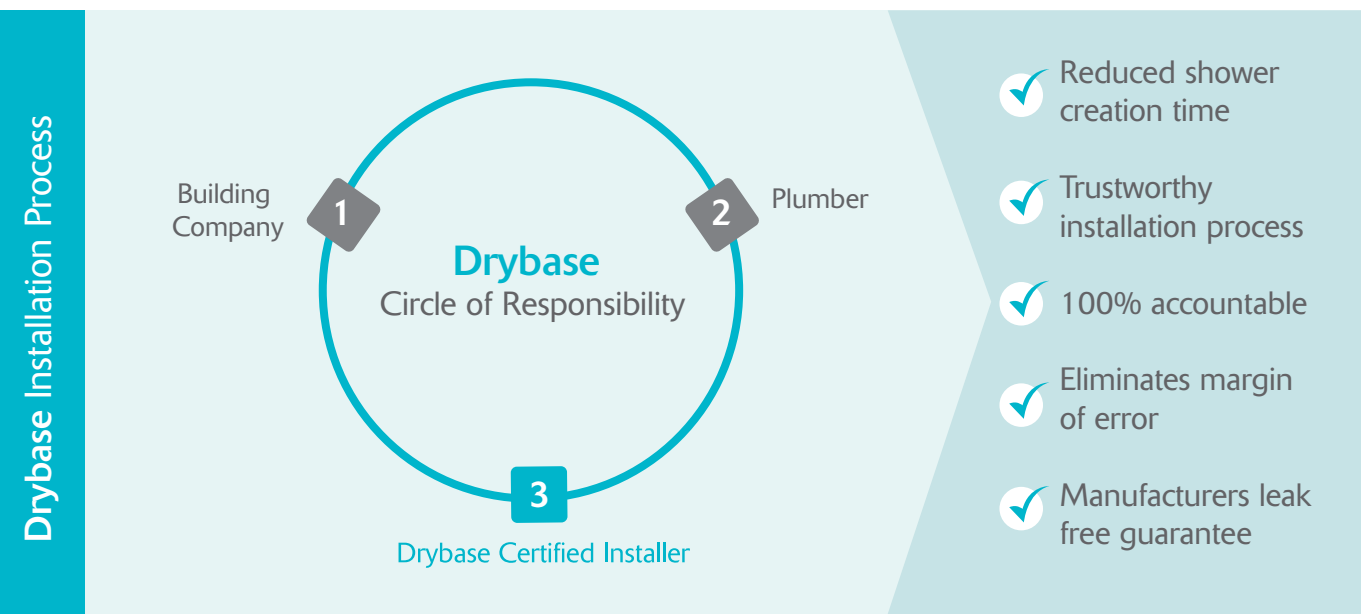 Drybase Installation Process
Building
Company
1
2
Plumber
Drybase
Circle of Responsibility
3
Drybase Certified Installer
Reduced shower
creation time
Trustworthy
installation process
100% accountable
Eliminates margin
of error
Manufacturers leak
free guarantee